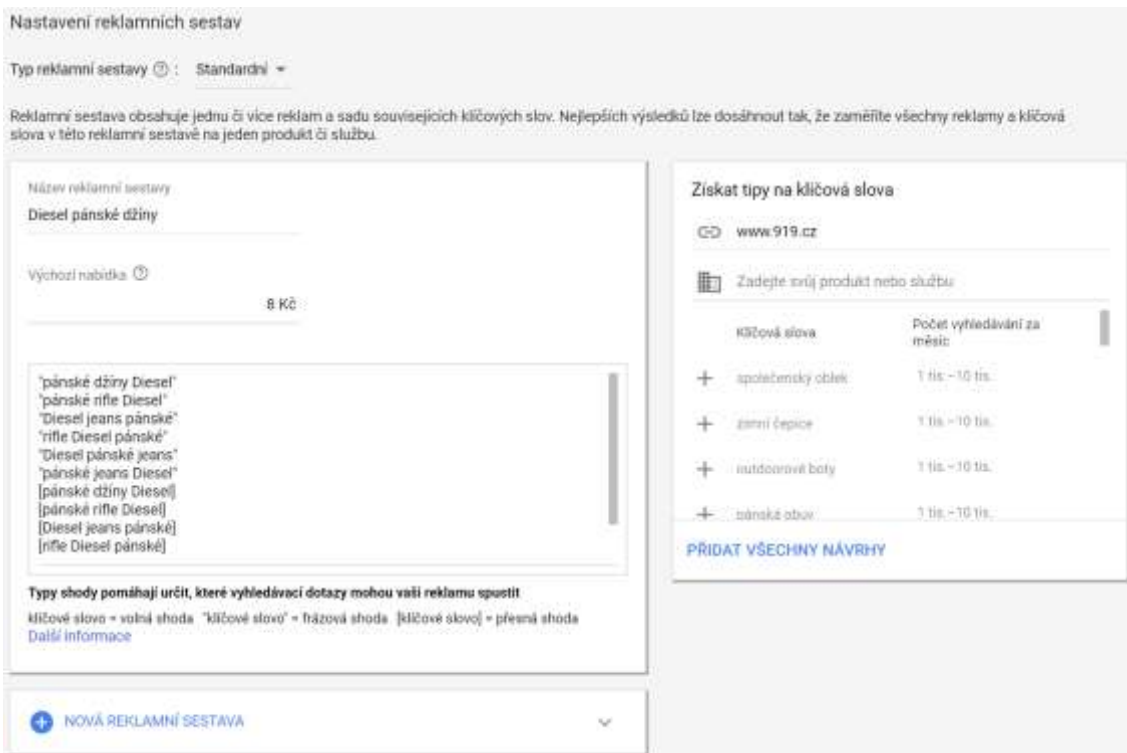 Nastavení reklamních sestav
Typ reklamní sestavy ? : Standardní
Reklamní sestava obsahuje jednu či více reklam a sadu souvisejících klíčových slov. Nejlepších výsledků lze dosáhnout tak, že zaměříte všechny reklamy a klíčová
slova v této reklamní sestavě na jeden produkt či službu.
Název reklamní sestavy
Diesel pánské džíny
Výchozí nabídka ?
8 Kč
"pánské džíny Diesel"
"pánské rifle Diesel"
"Diesel jeans pánské"
"rifle Diesel pánské"
"Diesel pánské jeans"
"pánské jeans Diesel"
[pánské džíny Diesel]
[pánské rifle Diesel]
[Diesel jeans pánské]
[rifle Diesel pánské]
Typy shody pomáhají určit, které vyhledávací dotazy mohou vaši reklamu spustit
klíčové slovo = volná shoda "klíčové slovo" = frázová shoda [klíčové slovo] = přesná shoda
Další informace
NOVÁ REKLAMNÍ SESTAVA
Získat tipy na klíčová slova
www.919.cz
Zadejte svůj produkt nebo službu
Klíčová slova
Počet vyhledávání za
měsíc
společenský oblek 1 tis. – 10 tis.
zimní čepice 1 tis. – 10 tis.
outdoorové boty 1 tis. – 10 tis.
pánská obuv 1 tis. – 10 tis.
PŘIDAT VŠECHNY NÁVRHY